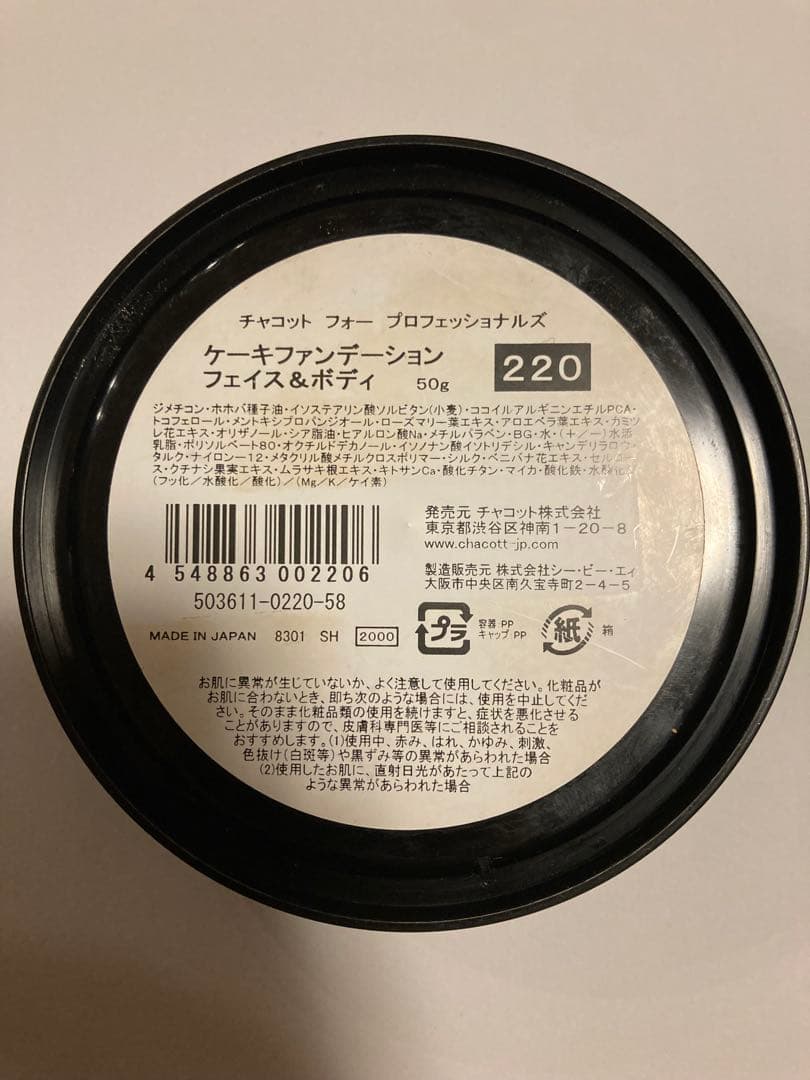 チャコット フォー プロフェッショナルズ
ケーキファンデーション
フェイス&ボディ 50g
220
ジメチコン・ホホバ種子油・イソステアリン酸ソルビタン(小麦)・ココイルアルギニンエチルPCA・
トコフェロール・メントキシプロパンジオール・ローズマリー葉エキス・アロエベラ葉エキス・カミツ
レ花エキス・オリザノール・シア脂油・ヒアルロン酸Na・メチルパラベン・BG・水・(+/-)水活
乳脂・ポリソルベート80・オクチルドデカノール・イソノナン酸イソトリデシル・キャンデリラロウ・
タルク・ナイロン-12・メタクリル酸メチルクロスポリマー・シルク・ベニバナ花エキス・セルロー
ス・クチナシ果実エキス・ムラサキ根エキス・キトサンCa・酸化チタン・マイカ・酸化鉄・水酸化
(フッ化/水酸化/酸化)/(Mg/K/ケイ素)
発売元 チャコット株式会社
東京都渋谷区神南1-20-8
www.chacott-jp.com
製造販売元 株式会社シー・ビー・エィ
大阪市中央区南久宝寺町2-4-5
4 548863 002206
503611-0220-58
プラ
容器:PP
キャップ:PP
紙
箱
MADE IN JAPAN 8301 SH 2000
お肌に異常が生じていないか、よく注意して使用してください。化粧品が
お肌に合わないとき、即ち次のような場合には、使用を中止してくだ
さい。そのまま化粧品類の使用を続けますと、症状を悪化させる
ことがありますので、皮膚科専門医等にご相談されることを
おすすめします。(1)使用中、赤み、はれ、かゆみ、刺激、
色抜け(白斑等)や黒ずみ等の異常があらわれた場合
(2)使用したお肌に、直射日光があたって上記の
ような異常があらわれた場合